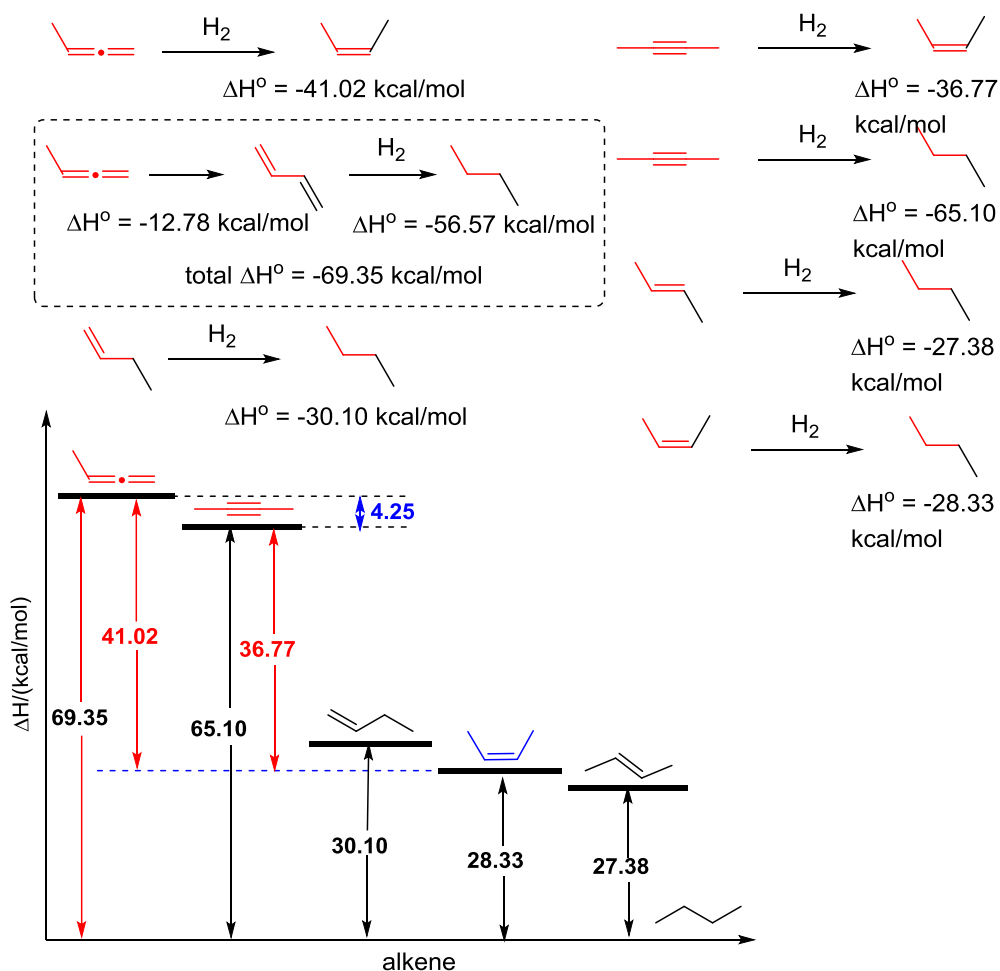 H₂
ΔHº = -41.02 kcal/mol
H₂
ΔHº = -12.78 kcal/mol
ΔHº = -56.57 kcal/mol
total ΔHº = -69.35 kcal/mol
H₂
ΔHº = -30.10 kcal/mol
H₂
ΔHº = -36.77
kcal/mol
H₂
ΔHº = -65.10
kcal/mol
H₂
ΔHº = -27.38
kcal/mol
H₂
ΔHº = -28.33
kcal/mol
ΔH/(kcal/mol)
4.25
41.02
36.77
69.35
65.10
30.10
28.33
27.38
alkene